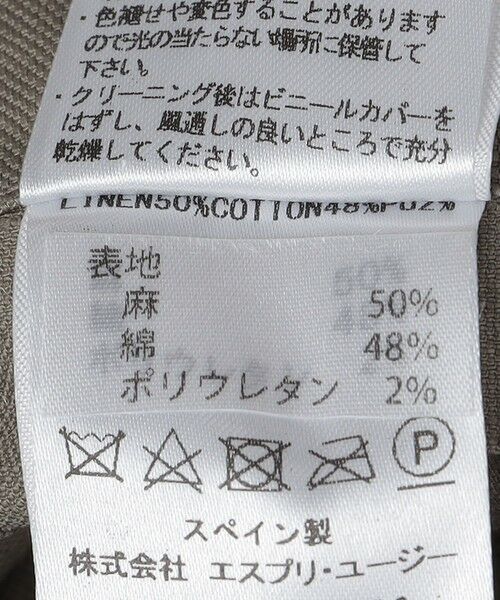 ・色褪せや変色することがあります
ので光の当たらない場所に保管して
下さい。
・クリーニング後はビニールカバーを
はずし、風通しの良いところで充分
乾燥してください。
LINEN50%COTTON48%PU2%
表地
麻 50%
綿 48%
ポリウレタン 2%
P
スペイン製
株式会社 エスプリ・ユージー